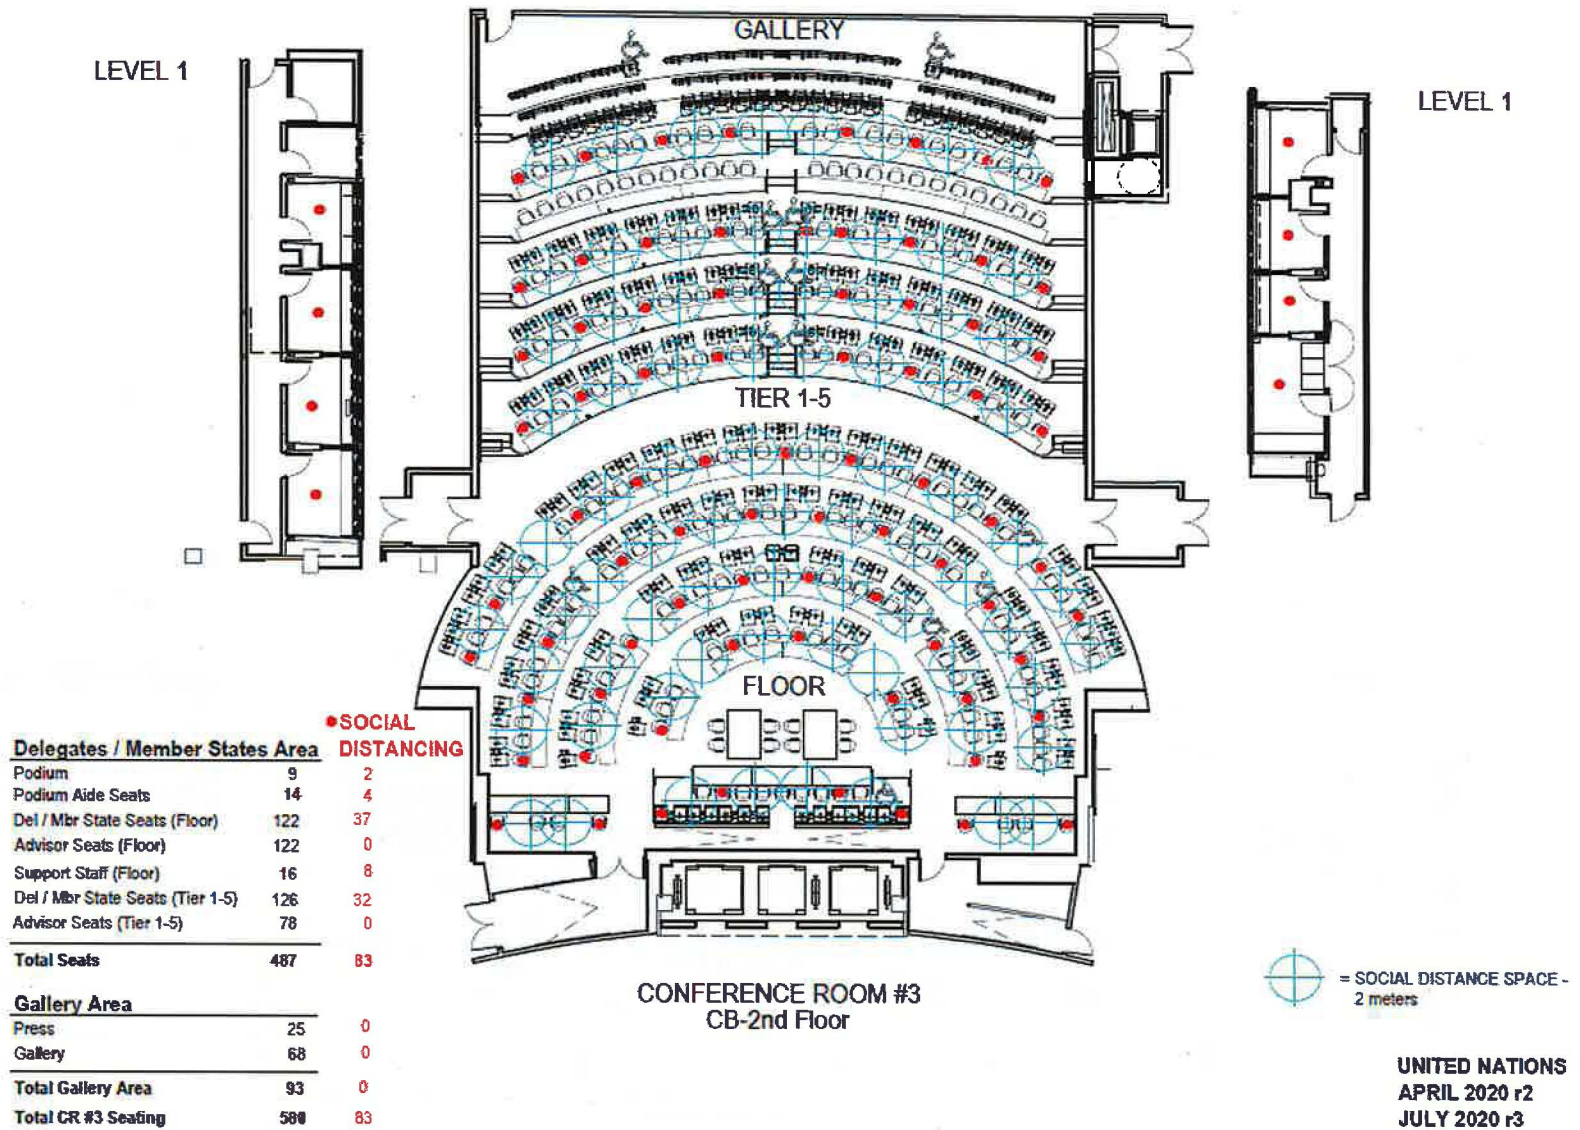 GALLERY
LEVEL 1
LEVEL 1
TIER 1-5
FLOOR
SOCIAL
DISTANCING
Delegates / Member States Area
Podium 9 2
Podium Aide Seats 14 4
Del / Mbr State Seats (Floor) 122 37
Advisor Seats (Floor) 122 0
Support Staff (Floor) 16 8
Del / Mbr State Seats (Tier 1-5) 126 32
Advisor Seats (Tier 1-5) 78 0
Total Seats 487 83
Gallery Area
Press 25 0
Gallery 68 0
Total Gallery Area 93 0
Total CR #3 Seating 580 83
CONFERENCE ROOM #3
CB-2nd Floor
= SOCIAL DISTANCE SPACE -
2 meters
UNITED NATIONS
APRIL 2020 r2
JULY 2020 r3